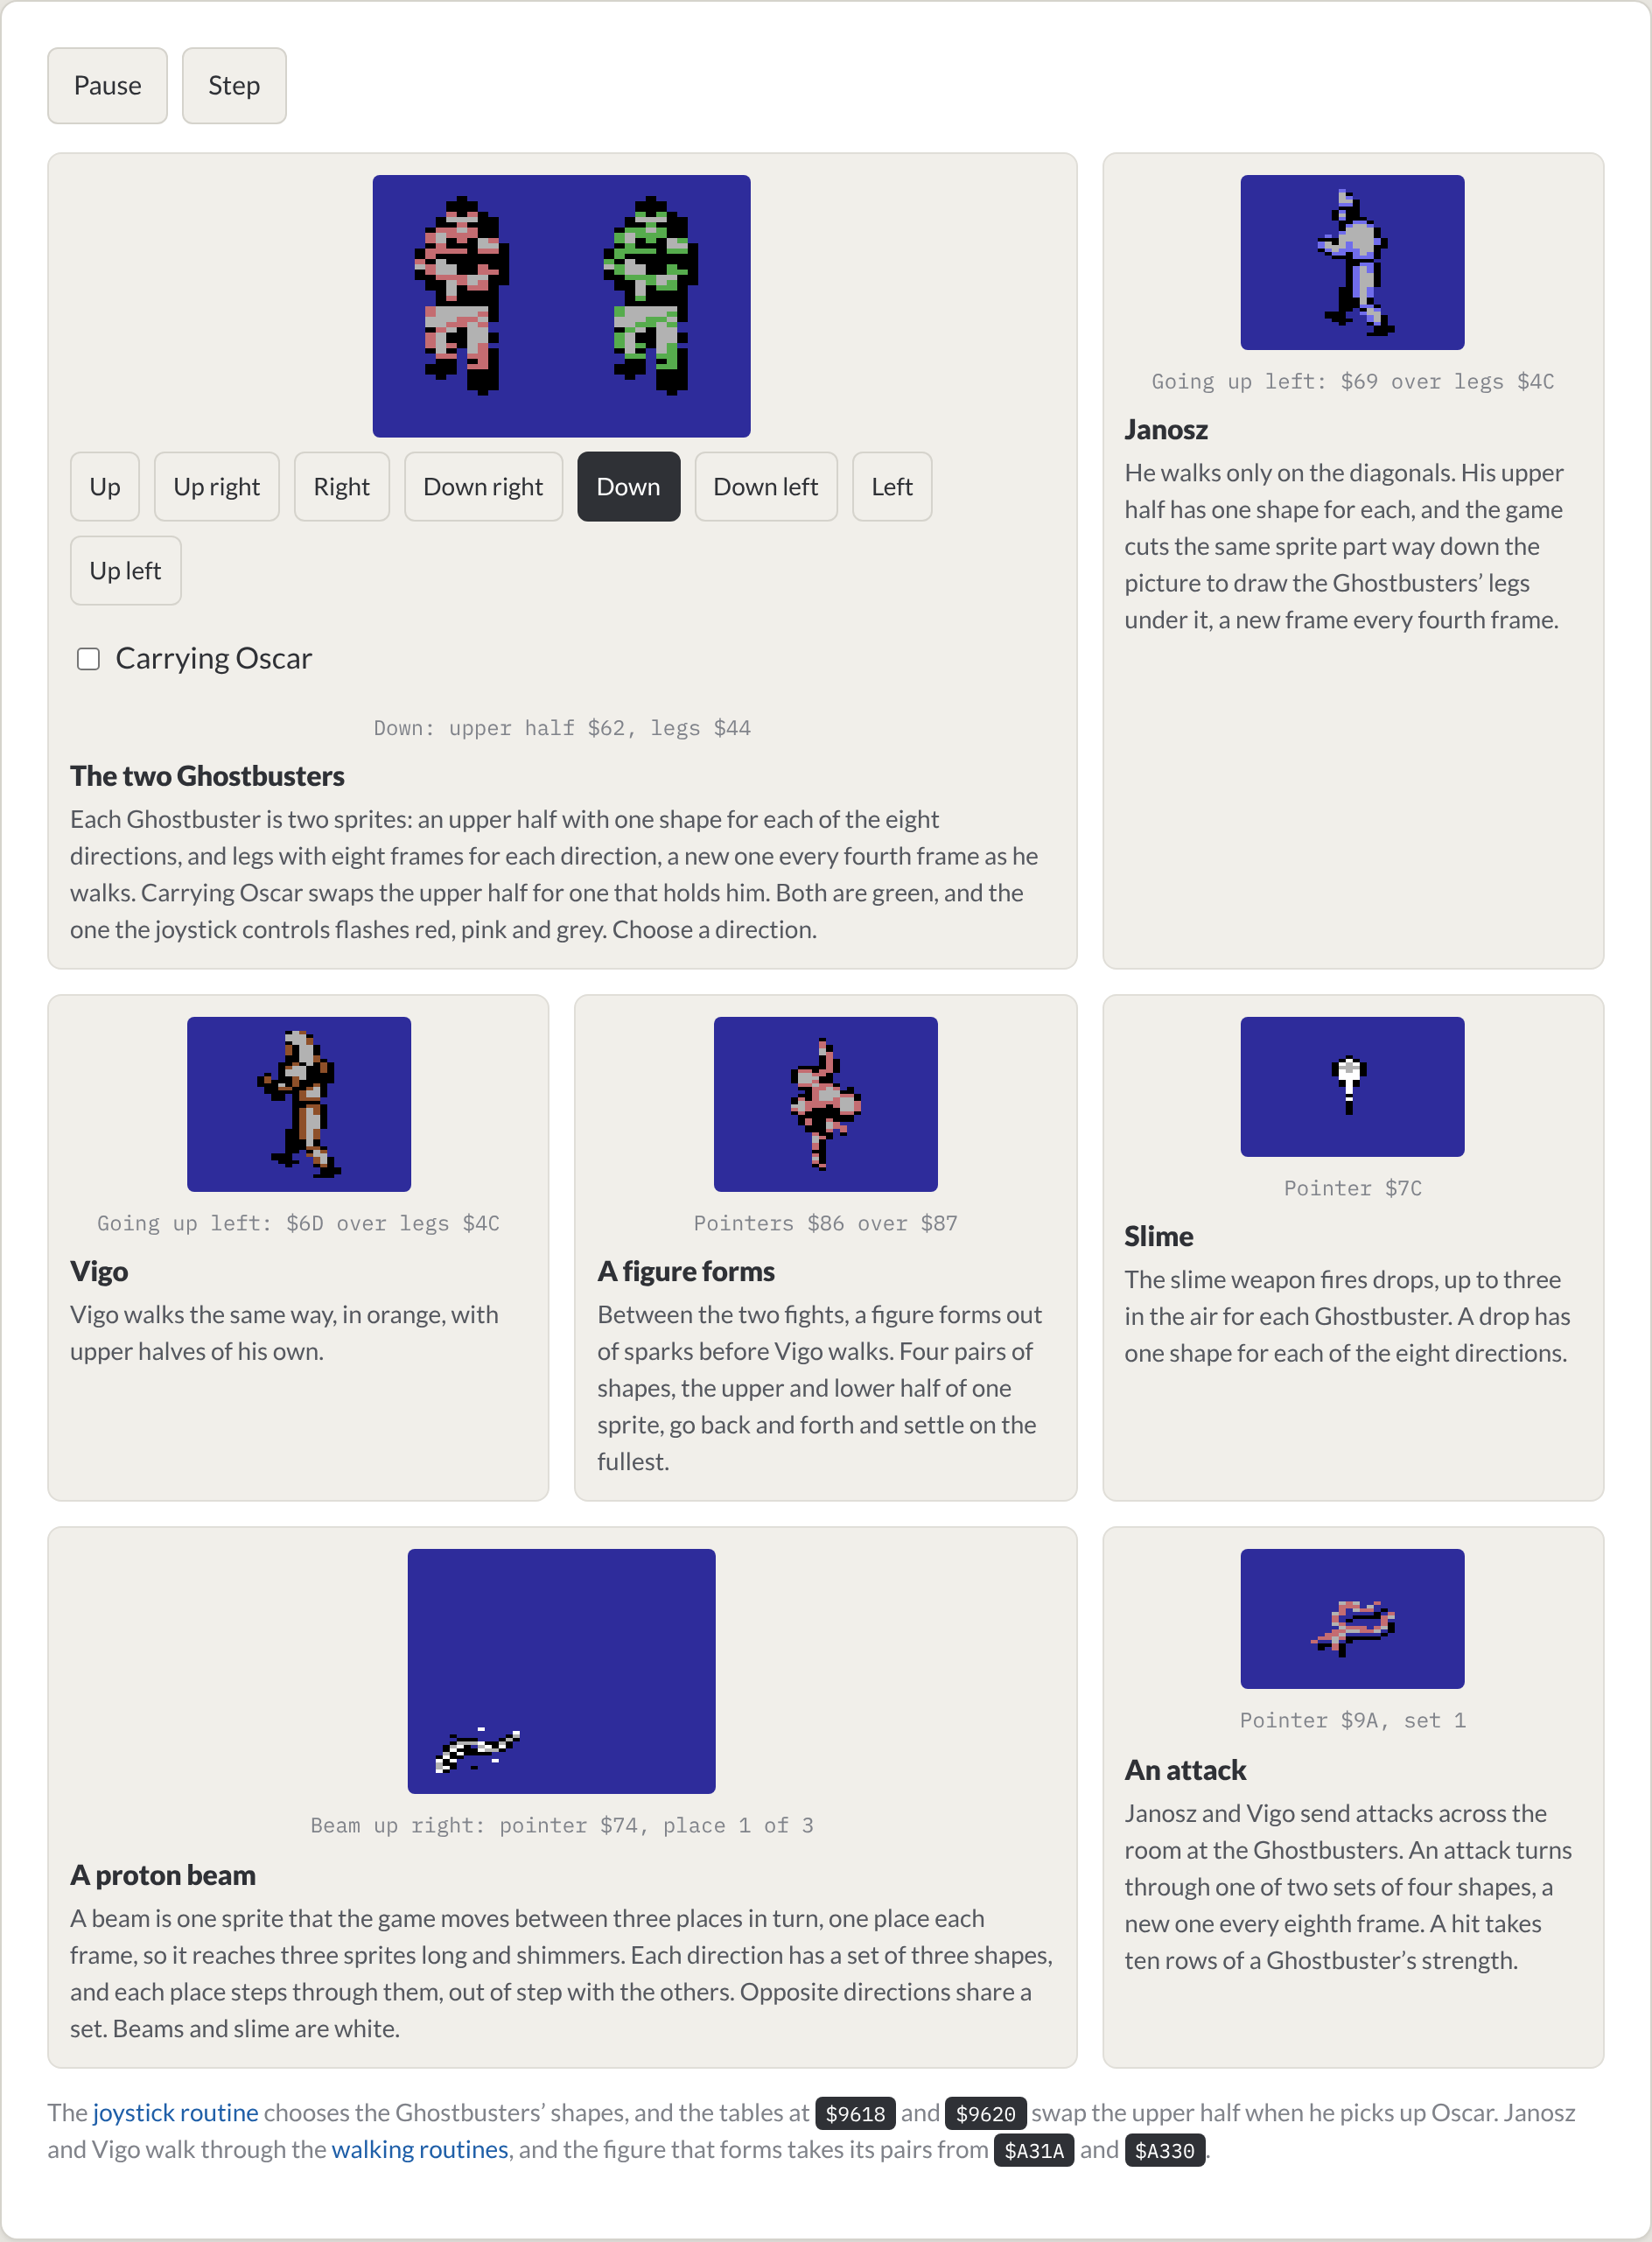 Pause Step
Up Up right Right Down right Down Down left Left
Up left
Carrying Oscar
Down: upper half $62, legs $44
The two Ghostbusters
Each Ghostbuster is two sprites: an upper half with one shape for each of the eight
directions, and legs with eight frames for each direction, a new one every fourth frame as he
walks. Carrying Oscar swaps the upper half for one that holds him. Both are green, and the
one the joystick controls flashes red, pink and grey. Choose a direction.
Going up left: $69 over legs $4C
Janosz
He walks only on the diagonals. His upper
half has one shape for each, and the game
cuts the same sprite part way down the
picture to draw the Ghostbusters’ legs
under it, a new frame every fourth frame.
Going up left: $6D over legs $4C
Vigo
Vigo walks the same way, in orange, with
upper halves of his own.
Pointers $86 over $87
A figure forms
Between the two fights, a figure forms out
of sparks before Vigo walks. Four pairs of
shapes, the upper and lower half of one
sprite, go back and forth and settle on the
fullest.
Pointer $7C
Slime
The slime weapon fires drops, up to three
in the air for each Ghostbuster. A drop has
one shape for each of the eight directions.
Beam up right: pointer $74, place 1 of 3
A proton beam
A beam is one sprite that the game moves between three places in turn, one place each
frame, so it reaches three sprites long and shimmers. Each direction has a set of three shapes,
and each place steps through them, out of step with the others. Opposite directions share a
set. Beams and slime are white.
Pointer $9A, set 1
An attack
Janosz and Vigo send attacks across the
room at the Ghostbusters. An attack turns
through one of two sets of four shapes, a
new one every eighth frame. A hit takes
ten rows of a Ghostbuster’s strength.
The joystick routine chooses the Ghostbusters’ shapes, and the tables at $9618 and $9620 swap the upper half when he picks up Oscar. Janosz
and Vigo walk through the walking routines, and the figure that forms takes its pairs from $A31A and $A330.